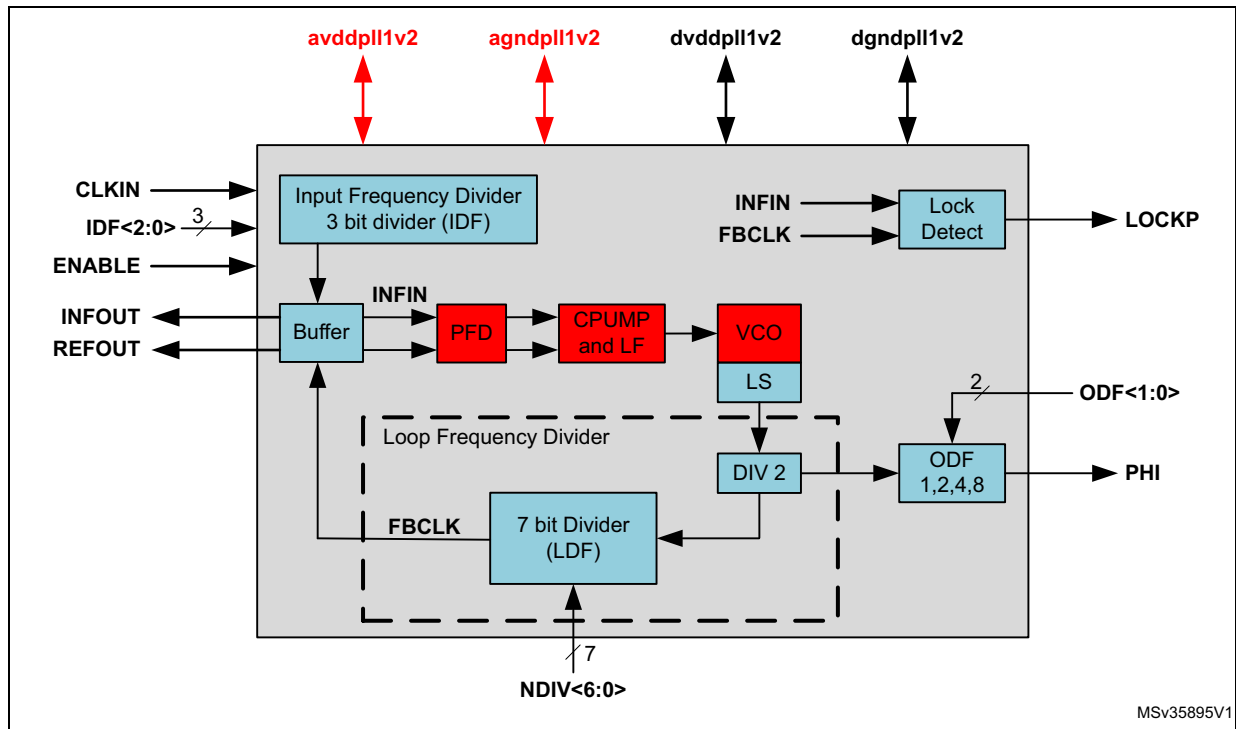 avddpll1v2
agndpll1v2
dvddpll1v2
dgndpll1v2
CLKIN
IDF<2:0>
3
ENABLE
INFOUT
REFOUT
Input Frequency Divider
3 bit divider (IDF)
Buffer
INFIN
PFD
CPUMP
and LF
VCO
LS
INFIN
FBCLK
Lock
Detect
LOCKP
2
ODF<1:0>
Loop Frequency Divider
DIV 2
ODF
1,2,4,8
PHI
FBCLK
7 bit Divider
(LDF)
7
NDIV<6:0>
MSv35895V1